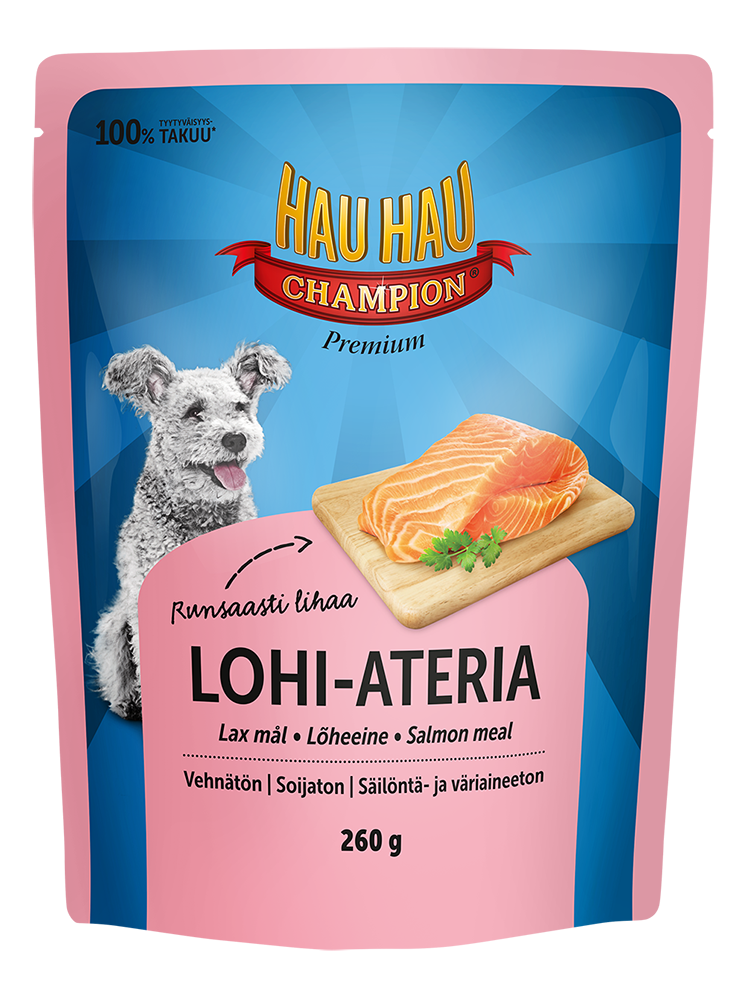 100% TYYTYVÄISYYS-
TAKUU*
HAU HAU
CHAMPION®
Premium
Runsaasti lihaa
LOHI-ATERIA
Lax mål • Lõheeine • Salmon meal
Vehnätön | Soijaton | Säilöntä- ja väriaineeton
260 g